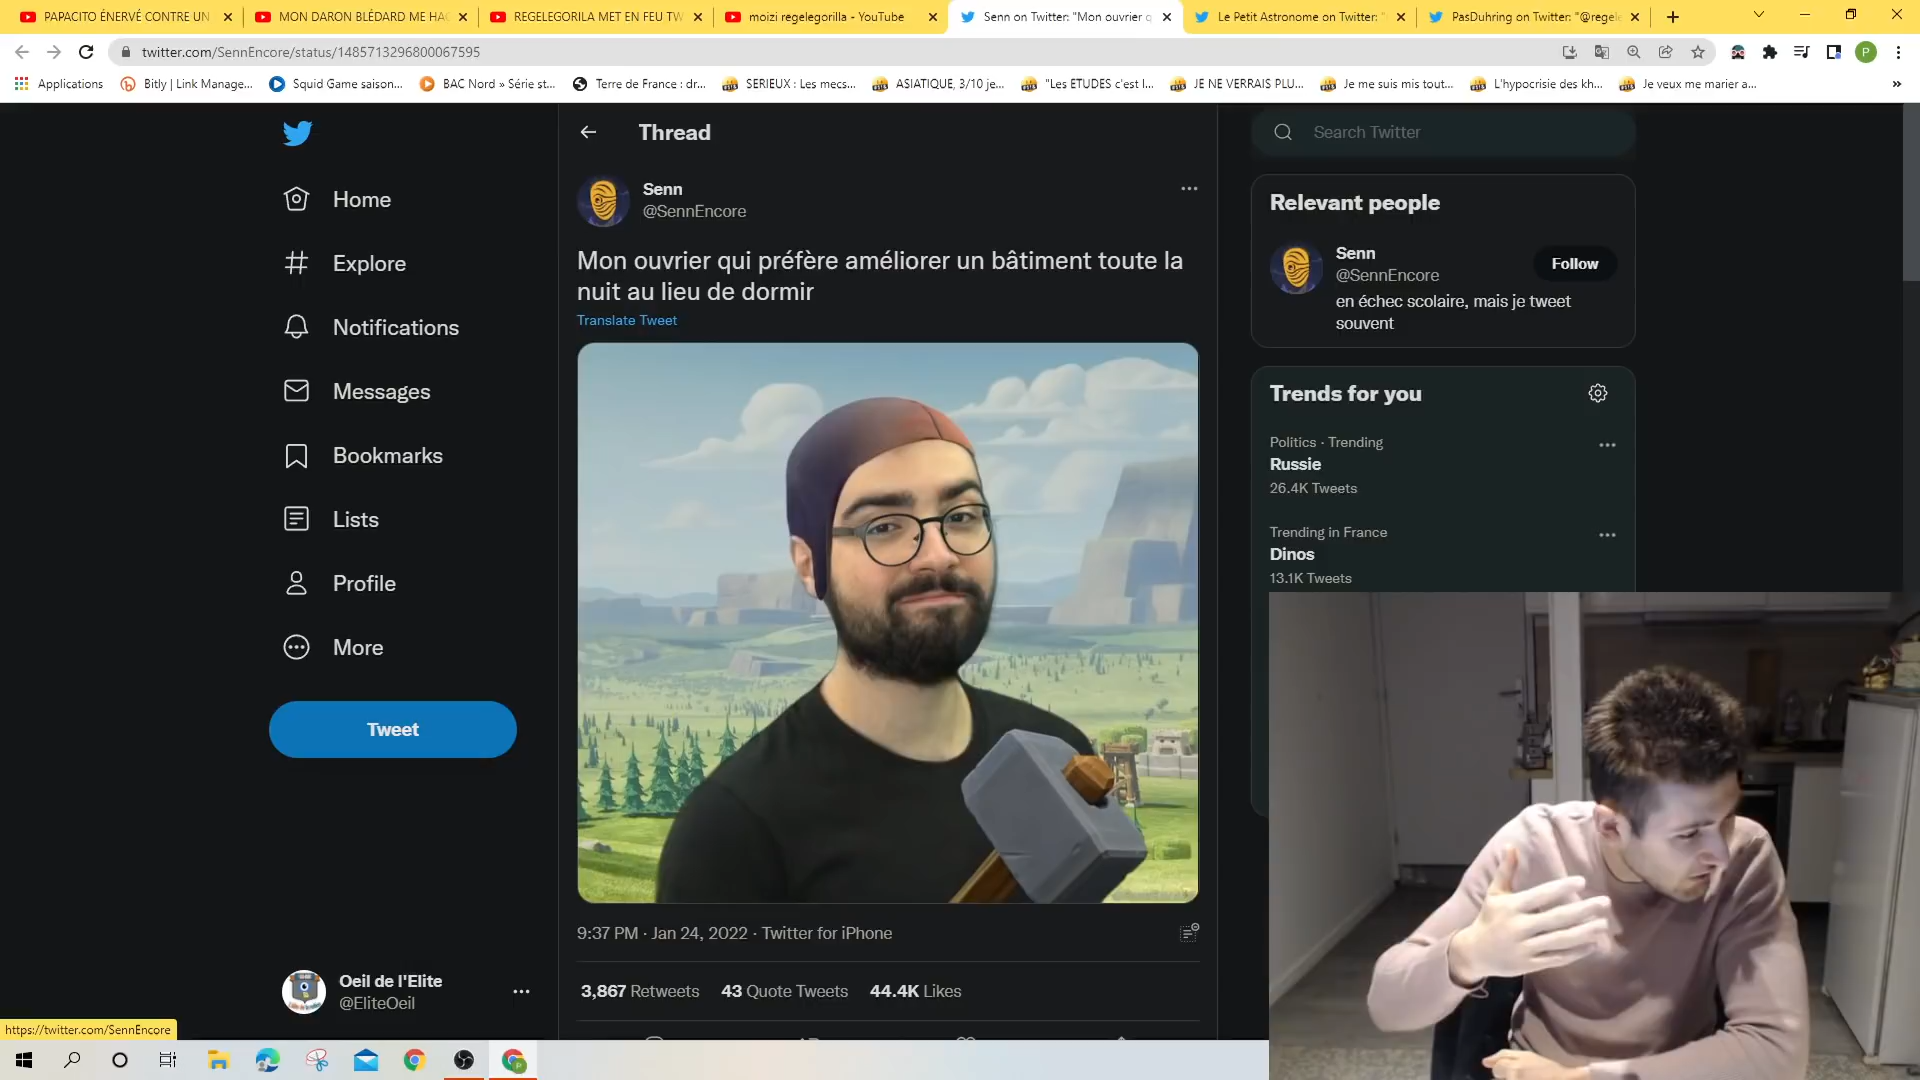 PAPACITO ÉNERVÉ CONTRE UN
MON DARON BLÉDARD ME HAC
REGELEGORILA MET EN FEU TW
moizi regelegorilla - YouTube
Senn on Twitter: "Mon ouvrier q
Le Petit Astronome on Twitter: "
PasDuhring on Twitter: "@regele
twitter.com/SennEncore/status/1485713296800067595
P
Applications
Bitly | Link Manage...
Squid Game saison...
BAC Nord » Série st...
Terre de France : dr...
SERIEUX : Les mecs...
ASIATIQUE, 3/10 je...
"Les ETUDES c'est l...
JE NE VERRAIS PLU...
Je me suis mis tout...
L'hypocrisie des kh...
Je veux me marier a...
»
Home
Explore
Notifications
Messages
Bookmarks
Lists
Profile
More
Tweet
Oeil de l'Elite
@EliteOeil
https://twitter.com/SennEncore
Thread
Senn
@SennEncore
Mon ouvrier qui préfère améliorer un bâtiment toute la
nuit au lieu de dormir
Translate Tweet
9:37 PM · Jan 24, 2022 · Twitter for iPhone
3,867 Retweets 43 Quote Tweets 44.4K Likes
Search Twitter
Relevant people
Senn
@SennEncore
Follow
en échec scolaire, mais je tweet
souvent
Trends for you
Politics · Trending
Russie
26.4K Tweets
Trending in France
Dinos
13.1K Tweets